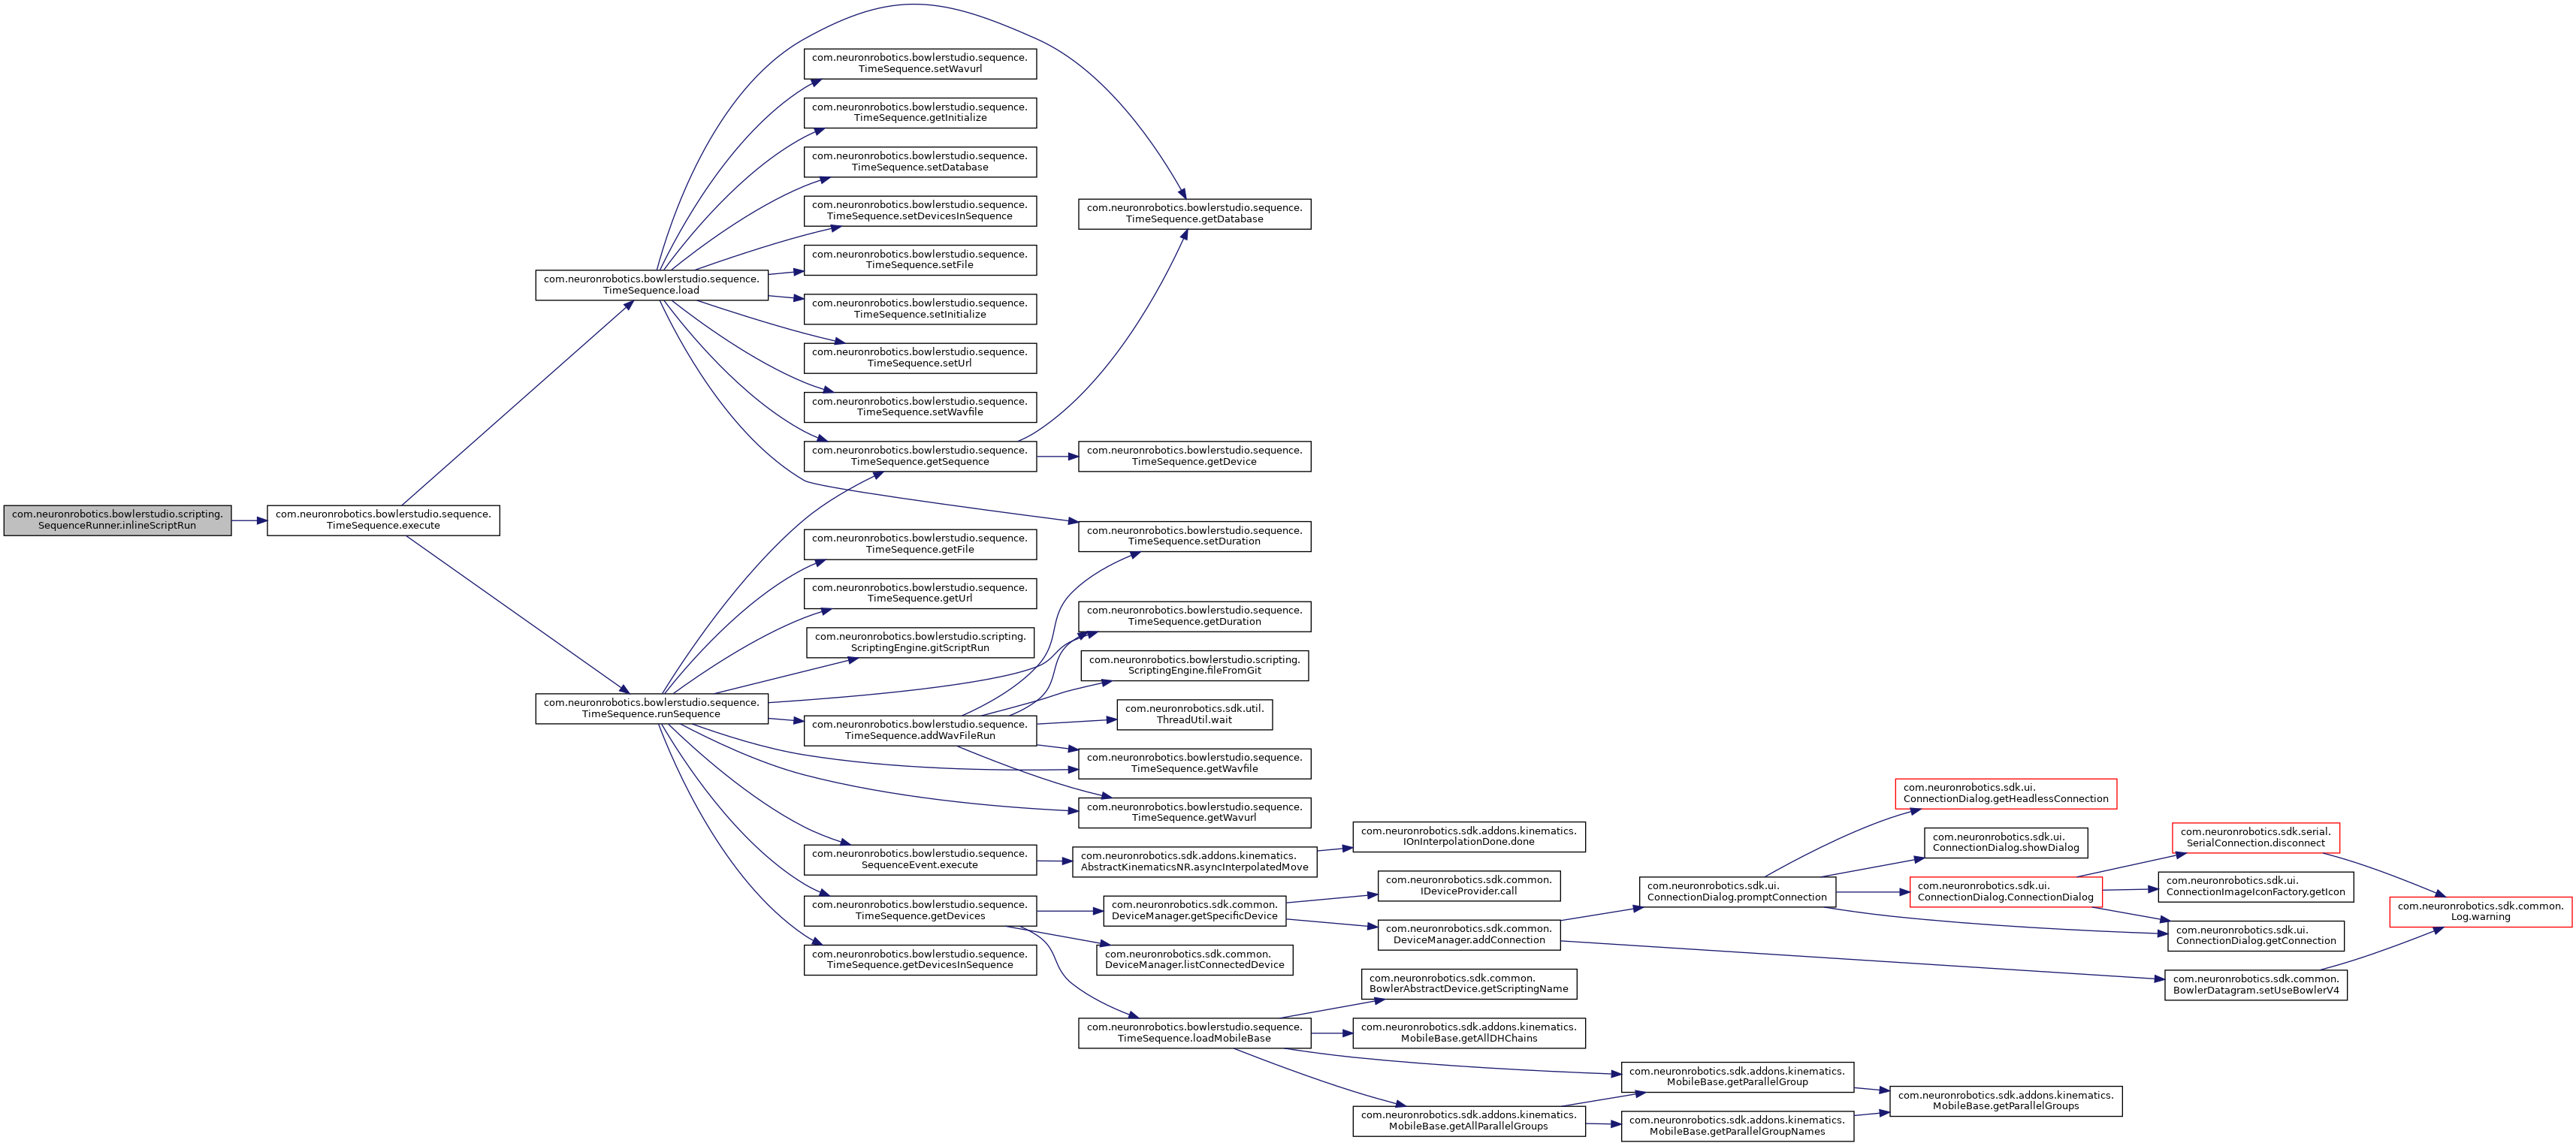 com.neuronrobotics.bowlerstudio.scripting.
SequenceRunner.inlineScriptRun
com.neuronrobotics.bowlerstudio.sequence.
TimeSequence.execute
com.neuronrobotics.bowlerstudio.sequence.
TimeSequence.load
com.neuronrobotics.bowlerstudio.sequence.
TimeSequence.runSequence
com.neuronrobotics.bowlerstudio.sequence.
TimeSequence.setWavurl
com.neuronrobotics.bowlerstudio.sequence.
TimeSequence.getInitialize
com.neuronrobotics.bowlerstudio.sequence.
TimeSequence.setDatabase
com.neuronrobotics.bowlerstudio.sequence.
TimeSequence.setDevicesInSequence
com.neuronrobotics.bowlerstudio.sequence.
TimeSequence.setFile
com.neuronrobotics.bowlerstudio.sequence.
TimeSequence.setInitialize
com.neuronrobotics.bowlerstudio.sequence.
TimeSequence.setUrl
com.neuronrobotics.bowlerstudio.sequence.
TimeSequence.setWavfile
com.neuronrobotics.bowlerstudio.sequence.
TimeSequence.getSequence
com.neuronrobotics.bowlerstudio.sequence.
TimeSequence.getFile
com.neuronrobotics.bowlerstudio.sequence.
TimeSequence.getUrl
com.neuronrobotics.bowlerstudio.scripting.
ScriptingEngine.gitScriptRun
com.neuronrobotics.bowlerstudio.sequence.
TimeSequence.addWavFileRun
com.neuronrobotics.bowlerstudio.sequence.
SequenceEvent.execute
com.neuronrobotics.bowlerstudio.sequence.
TimeSequence.getDevices
com.neuronrobotics.bowlerstudio.sequence.
TimeSequence.getDevicesInSequence
com.neuronrobotics.bowlerstudio.sequence.
TimeSequence.getDatabase
com.neuronrobotics.bowlerstudio.sequence.
TimeSequence.getDevice
com.neuronrobotics.bowlerstudio.sequence.
TimeSequence.setDuration
com.neuronrobotics.bowlerstudio.sequence.
TimeSequence.getDuration
com.neuronrobotics.bowlerstudio.scripting.
ScriptingEngine.fileFromGit
com.neuronrobotics.sdk.util.
ThreadUtil.wait
com.neuronrobotics.bowlerstudio.sequence.
TimeSequence.getWavfile
com.neuronrobotics.bowlerstudio.sequence.
TimeSequence.getWavurl
com.neuronrobotics.sdk.addons.kinematics.
AbstractKinematicsNR.asyncInterpolatedMove
com.neuronrobotics.sdk.common.
DeviceManager.getSpecificDevice
com.neuronrobotics.sdk.common.
DeviceManager.listConnectedDevice
com.neuronrobotics.bowlerstudio.sequence.
TimeSequence.loadMobileBase
com.neuronrobotics.sdk.addons.kinematics.
IOnInterpolationDone.done
com.neuronrobotics.sdk.common.
IDeviceProvider.call
com.neuronrobotics.sdk.common.
DeviceManager.addConnection
com.neuronrobotics.sdk.common.
BowlerAbstractDevice.getScriptingName
com.neuronrobotics.sdk.addons.kinematics.
MobileBase.getAllDHChains
com.neuronrobotics.sdk.addons.kinematics.
MobileBase.getAllParallelGroups
com.neuronrobotics.sdk.ui.
ConnectionDialog.promptConnection
com.neuronrobotics.sdk.addons.kinematics.
MobileBase.getParallelGroup
com.neuronrobotics.sdk.addons.kinematics.
MobileBase.getParallelGroupNames
com.neuronrobotics.sdk.ui.
ConnectionDialog.getHeadlessConnection
com.neuronrobotics.sdk.ui.
ConnectionDialog.showDialog
com.neuronrobotics.sdk.ui.
ConnectionDialog.ConnectionDialog
com.neuronrobotics.sdk.addons.kinematics.
MobileBase.getParallelGroups
com.neuronrobotics.sdk.serial.
SerialConnection.disconnect
com.neuronrobotics.sdk.ui.
ConnectionImageIconFactory.getIcon
com.neuronrobotics.sdk.ui.
ConnectionDialog.getConnection
com.neuronrobotics.sdk.common.
BowlerDatagram.setUseBowlerV4
com.neuronrobotics.sdk.common.
Log.warning